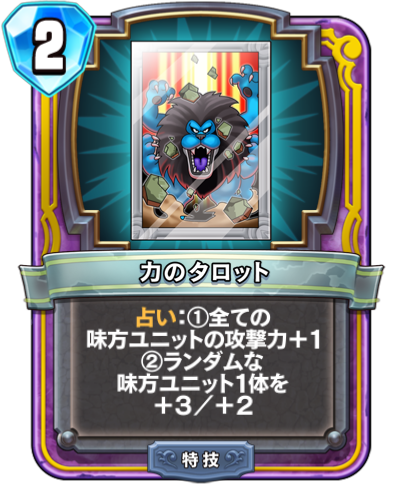 2
力のタロット
占い:①全ての
味方ユニットの攻撃力+1
②ランダムな
味方ユニット1体を
+3/+2
特技